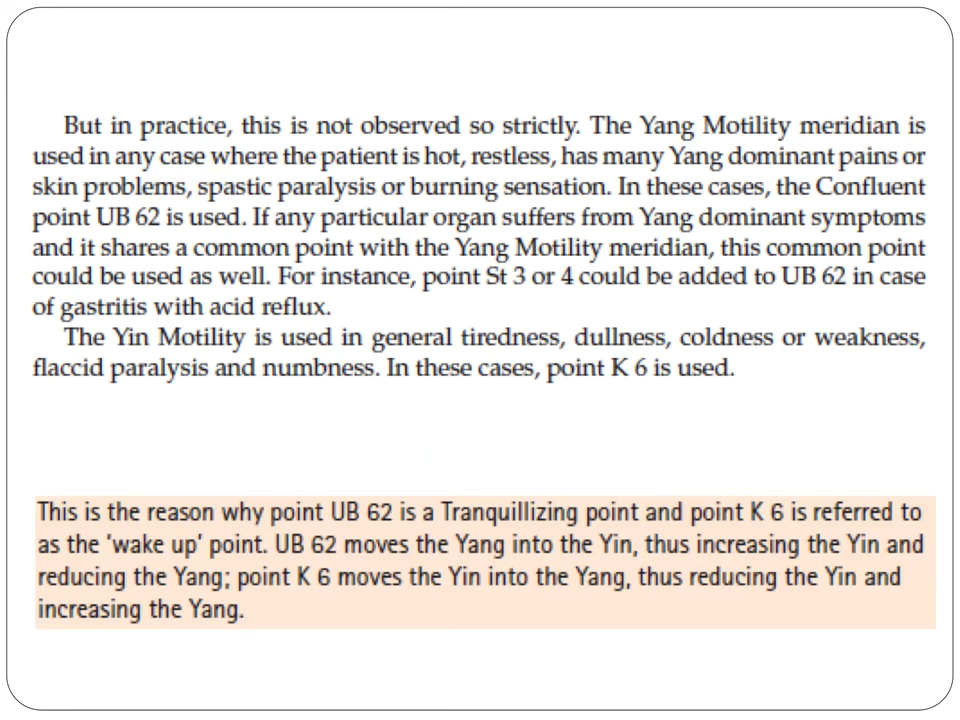 But in practice, this is not observed so strictly. The Yang Motility meridian is
used in any case where the patient is hot, restless, has many Yang dominant pains or
skin problems, spastic paralysis or burning sensation. In these cases, the Confluent
point UB 62 is used. If any particular organ suffers from Yang dominant symptoms
and it shares a common point with the Yang Motility meridian, this common point
could be used as well. For instance, point St 3 or 4 could be added to UB 62 in case
of gastritis with acid reflux.
The Yin Motility is used in general tiredness, dullness, coldness or weakness,
flaccid paralysis and numbness. In these cases, point K 6 is used.
This is the reason why point UB 62 is a Tranquillizing point and point K 6 is referred to
as the 'wake up' point. UB 62 moves the Yang into the Yin, thus increasing the Yin and
reducing the Yang; point K 6 moves the Yin into the Yang, thus reducing the Yin and
increasing the Yang.